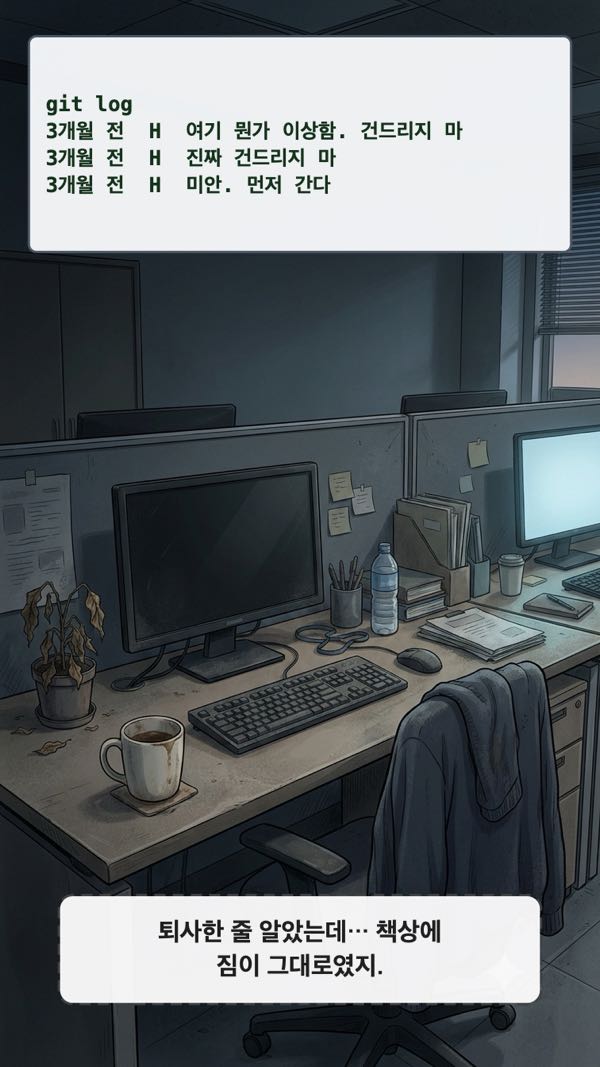 git log
3개월 전 H 여기 뭔가 이상함. 건드리지 마
3개월 전 H 진짜 건드리지 마
3개월 전 H 미안. 먼저 간다
퇴사한 줄 알았는데… 책상에
짐이 그대로였지.